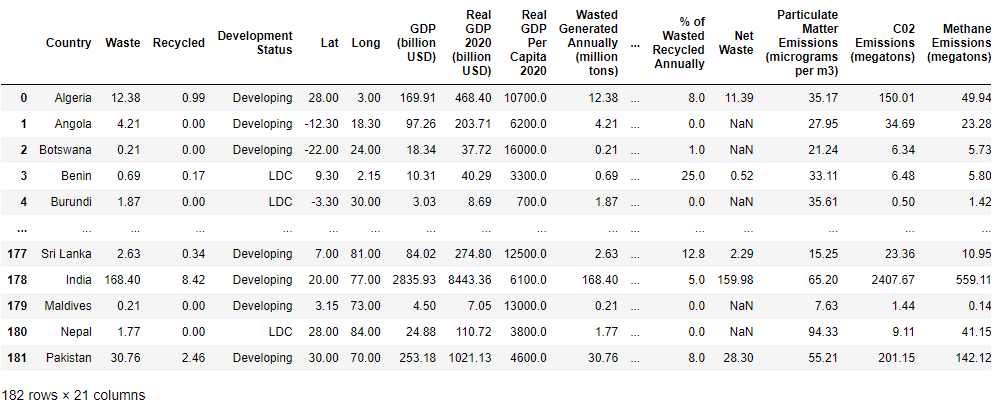 Country Waste Recycled Development Status Lat Long GDP (billion USD) Real GDP 2020 (billion USD) Real GDP Per Capita 2020 Wasted Generated Annually (million tons) ... % of Wasted Recycled Annually Net Waste Particulate Matter Emissions (micrograms per m3) C02 Emissions (megatons) Methane Emissions (megatons)
0 Algeria 12.38 0.99 Developing 28.00 3.00 169.91 468.40 10700.0 12.38 ... 8.0 11.39 35.17 150.01 49.94
1 Angola 4.21 0.00 Developing -12.30 18.30 97.26 203.71 6200.0 4.21 ... 0.0 NaN 27.95 34.69 23.28
2 Botswana 0.21 0.00 Developing -22.00 24.00 18.34 37.72 16000.0 0.21 ... 1.0 NaN 21.24 6.34 5.73
3 Benin 0.69 0.17 LDC 9.30 2.15 10.31 40.29 3300.0 0.69 ... 25.0 0.52 33.11 6.48 5.80
4 Burundi 1.87 0.00 LDC -3.30 30.00 3.03 8.69 700.0 1.87 ... 0.0 NaN 35.61 0.50 1.42
... ... ... ... ... ... ... ... ... ... ... ... ... ... ... ... ...
177 Sri Lanka 2.63 0.34 Developing 7.00 81.00 84.02 274.80 12500.0 2.63 ... 12.8 2.29 15.25 23.36 10.95
178 India 168.40 8.42 Developing 20.00 77.00 2835.93 8443.36 6100.0 168.40 ... 5.0 159.98 65.20 2407.67 559.11
179 Maldives 0.21 0.00 Developing 3.15 73.00 4.50 7.05 13000.0 0.21 ... 0.0 NaN 7.63 1.44 0.14
180 Nepal 1.77 0.00 LDC 28.00 84.00 24.88 110.72 3800.0 1.77 ... 0.0 NaN 94.33 9.11 41.15
181 Pakistan 30.76 2.46 Developing 30.00 70.00 253.18 1021.13 4600.0 30.76 ... 8.0 28.30 55.21 201.15 142.12
182 rows × 21 columns